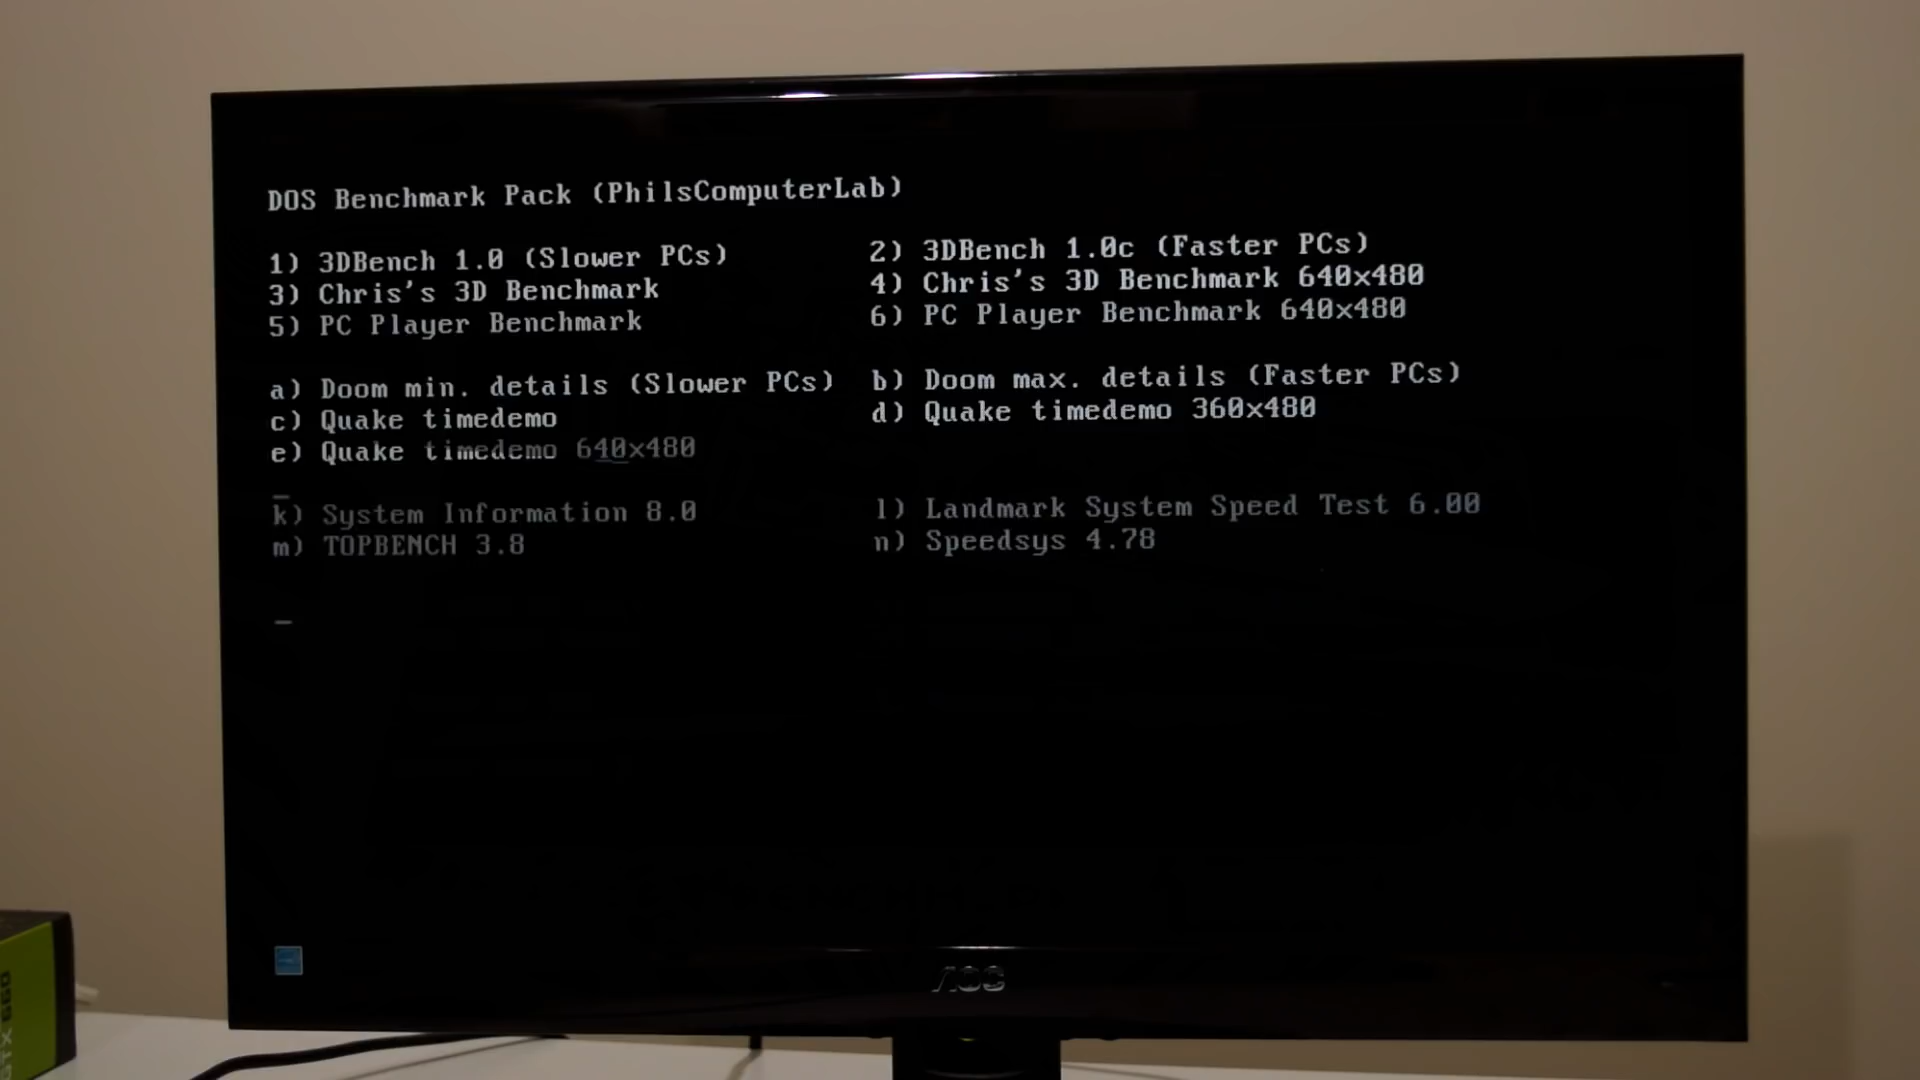 DOS Benchmark Pack (PhilsComputerLab)
1) 3DBench 1.0 (Slower PCs) 2) 3DBench 1.0c (Faster PCs)
3) Chris's 3D Benchmark 4) Chris's 3D Benchmark 640x480
5) PC Player Benchmark 6) PC Player Benchmark 640x480
a) Doom min. details (Slower PCs) b) Doom max. details (Faster PCs)
c) Quake timedemo d) Quake timedemo 360x480
e) Quake timedemo 640x480
k) System Information 8.0 l) Landmark System Speed Test 6.00
m) TOPBENCH 3.8 n) Speedsys 4.78
AOC
GTX 660